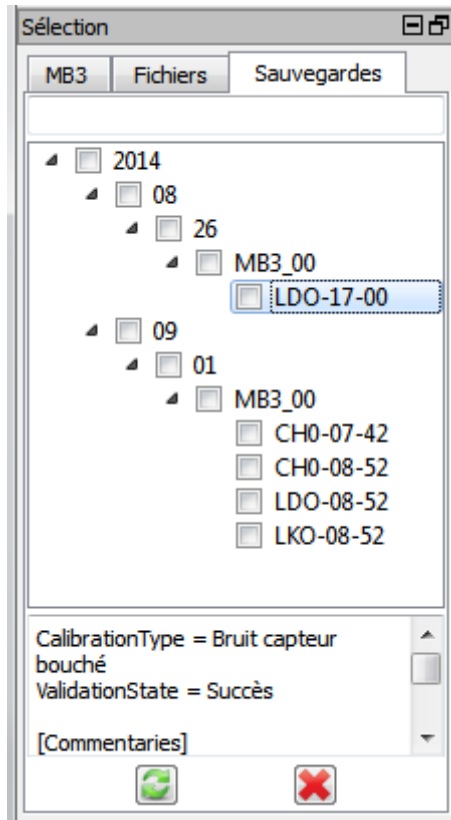 Sélection
MB3 Fichiers Sauvegardes
2014
08
26
MB3_00
LDO-17-00
09
01
MB3_00
CH0-07-42
CH0-08-52
LDO-08-52
LKO-08-52
CalibrationType = Bruit capteur
bouché
ValidationState = Succès
[Commentaries]